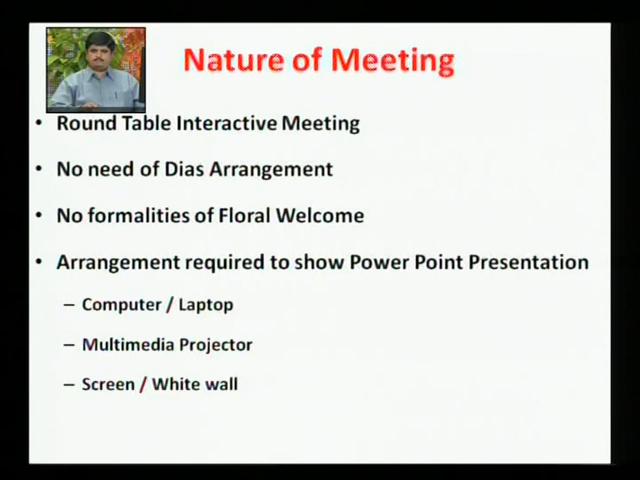 Nature of Meeting
• Round Table Interactive Meeting
• No need of Dias Arrangement
• No formalities of Floral Welcome
• Arrangement required to show Power Point Presentation
– Computer / Laptop
– Multimedia Projector
– Screen / White wall